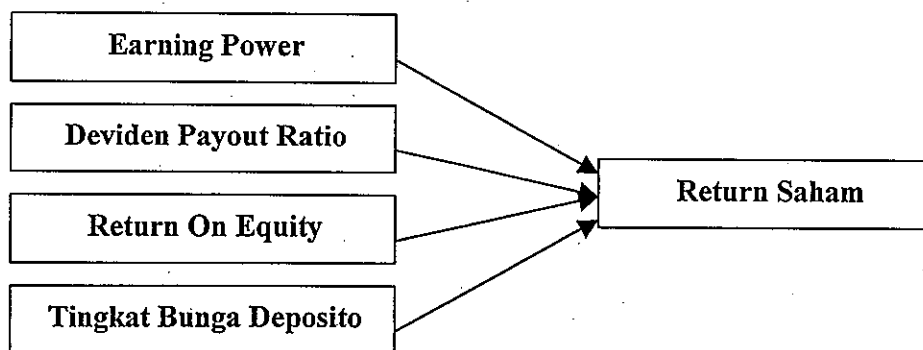 Earning Power
Deviden Payout Ratio
Return On Equity
Tingkat Bunga Deposito
Return Saham